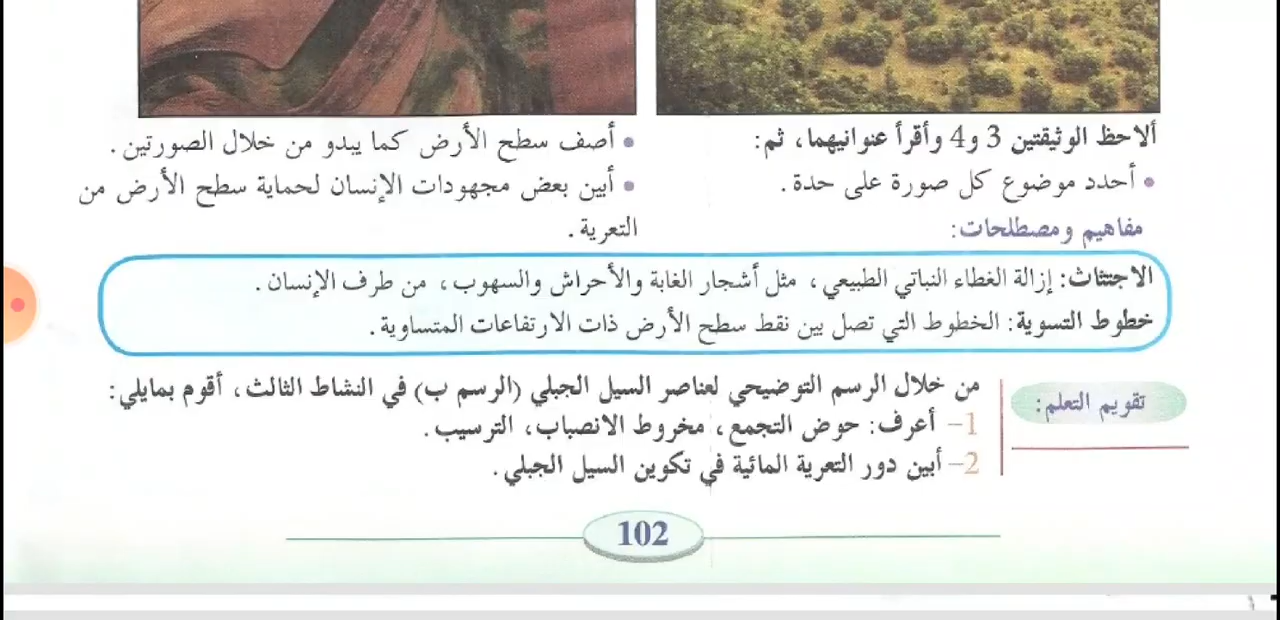 ألاحظ الوثيقتين 3 و4 وأقرأ عنوانيهما، ثم:
• أحدد موضوع كل صورة على حدة.
• أصف سطح الأرض كما يبدو من خلال الصورتين.
• أبين بعض مجهودات الإنسان لحماية سطح الأرض من
التعرية.
مفاهيم ومصطلحات:
الاجتثاث: إزالة الغطاء النباتي الطبيعي، مثل أشجار الغابة والأحراش والسهوب، من طرف الإنسان.
خطوط التسوية: الخطوط التي تصل بين نقط سطح الأرض ذات الارتفاعات المتساوية.
تقويم التعلم:
من خلال الرسم التوضيحي لعناصر السيل الجبلي (الرسم ب) في النشاط الثالث، أقوم بمايلي:
1- أعرف: حوض التجمع، مخروط الانصباب، الترسيب.
2- أبين دور التعرية المائية في تكوين السيل الجبلي.
102